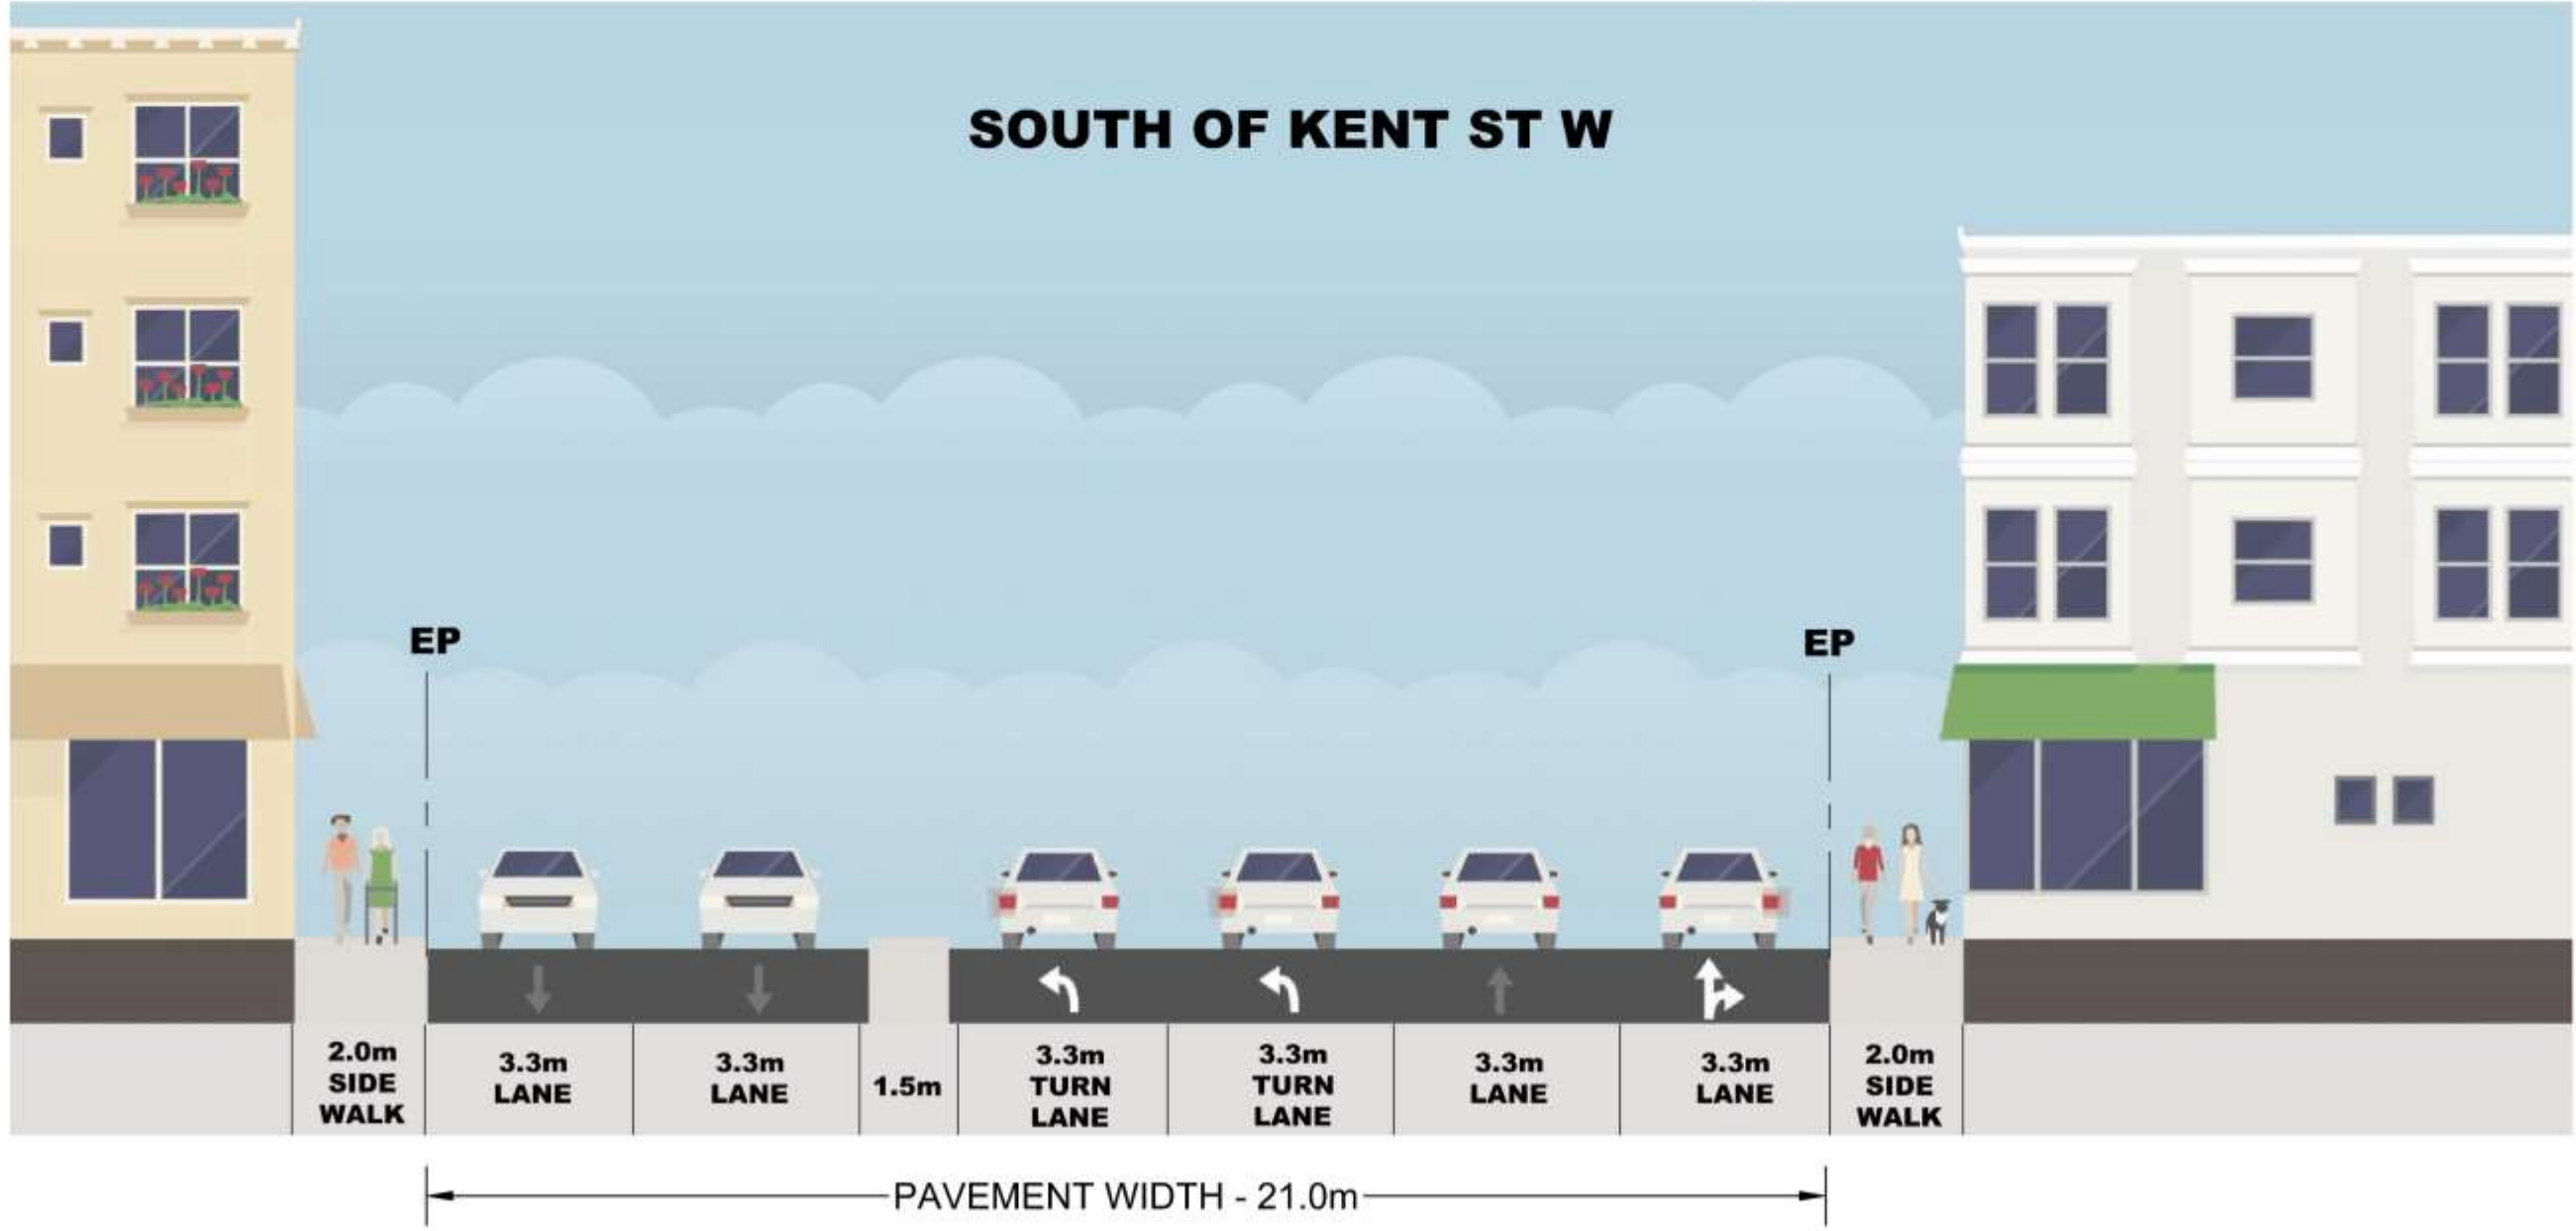 SOUTH OF KENT ST W
EP
EP
2.0m
SIDE
WALK
3.3m
LANE
3.3m
LANE
1.5m
3.3m
TURN
LANE
3.3m
TURN
LANE
3.3m
LANE
3.3m
LANE
2.0m
SIDE
WALK
PAVEMENT WIDTH - 21.0m